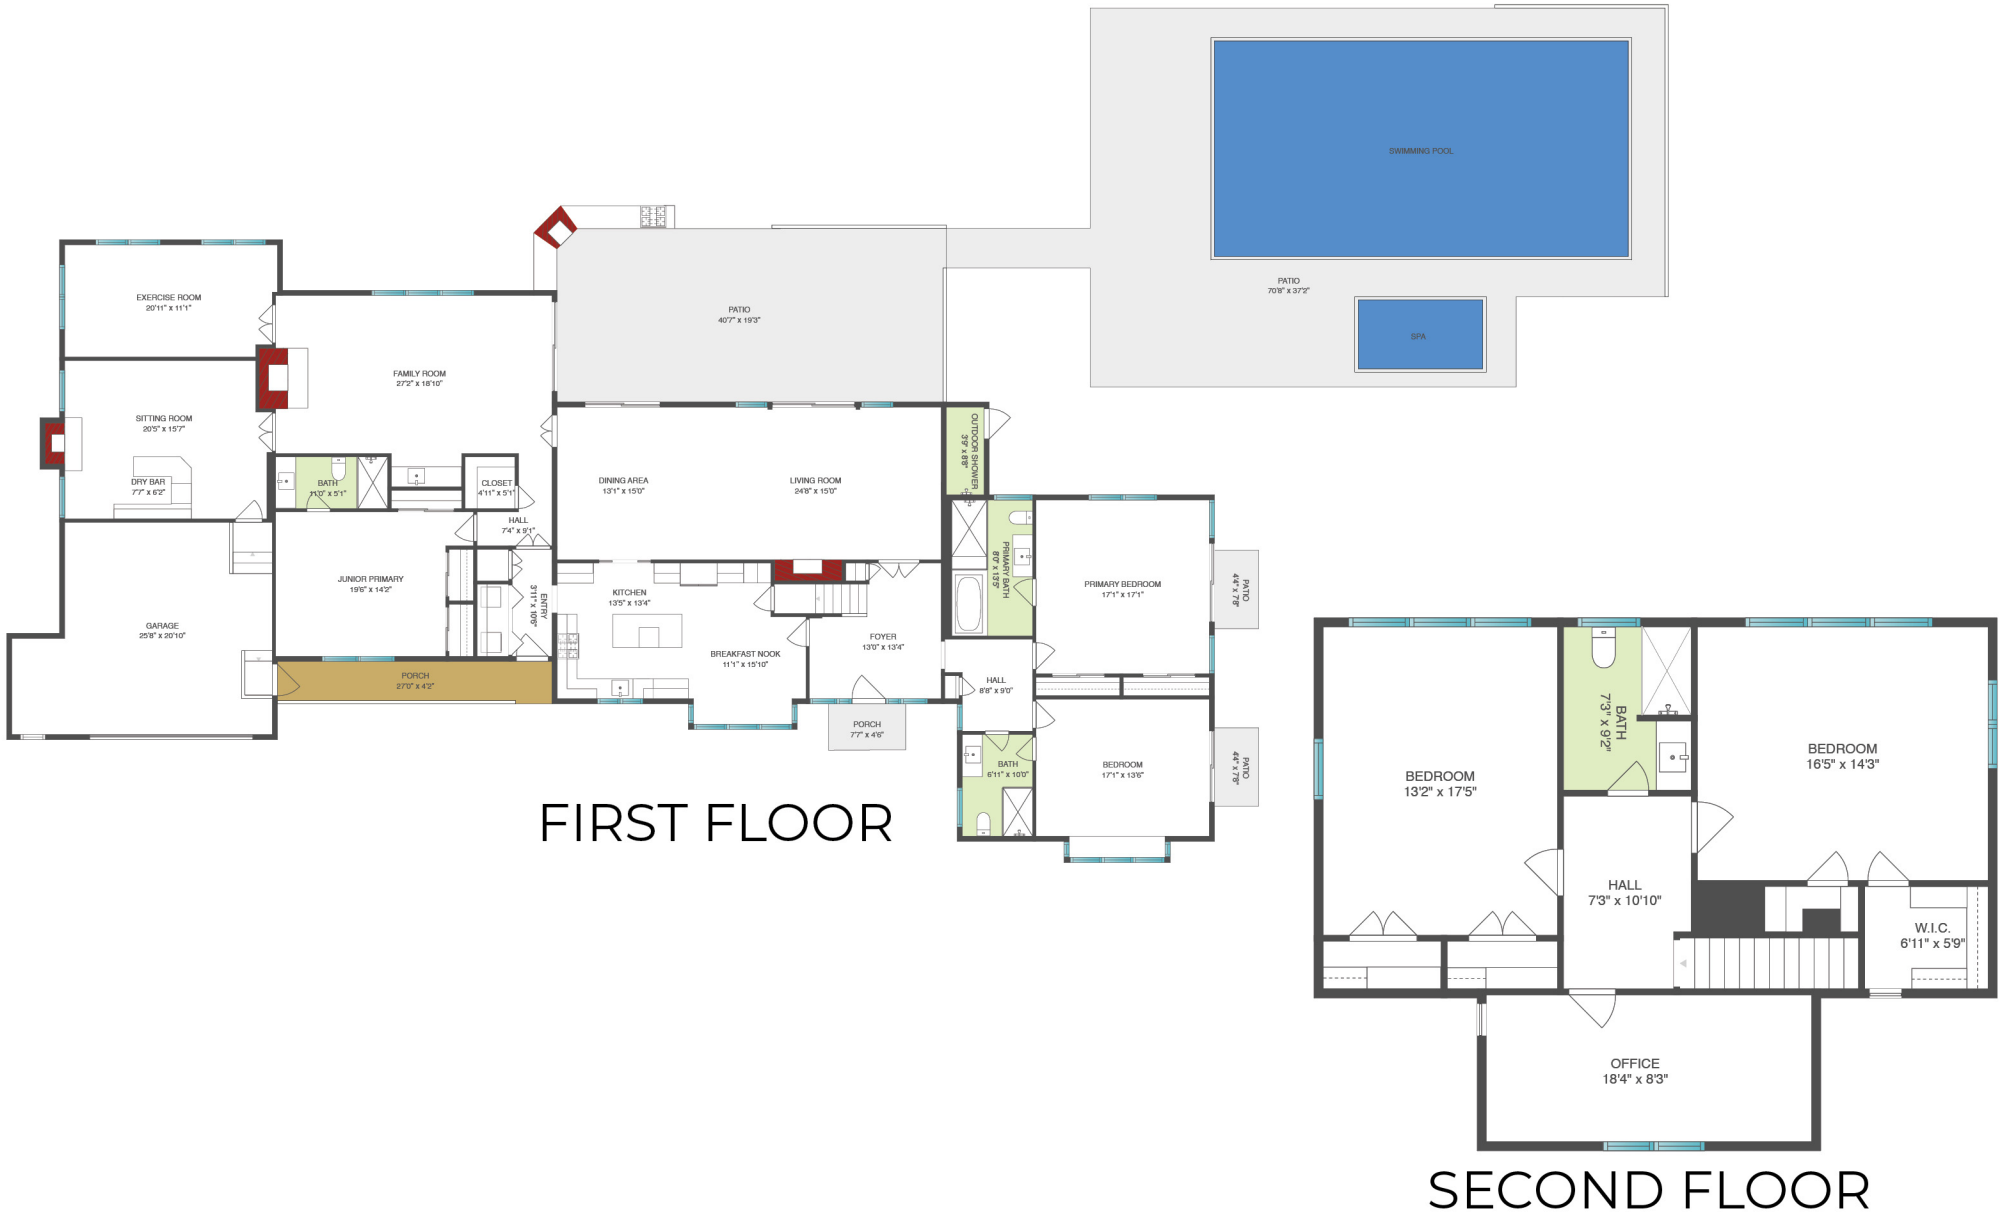 SWIMMING POOL
PATIO
70'8" x 37'2"
SPA
EXERCISE ROOM
20'11" x 11'1"
PATIO
40'7" x 19'3"
FAMILY ROOM
27'2" x 18'10"
SITTING ROOM
20'5" x 15'7"
DRY BAR
7'7" x 6'2"
BATH
11'0" x 5'1"
CLOSET
4'11" x 5'1"
HALL
7'4" x 9'1"
DINING AREA
13'1" x 15'0"
LIVING ROOM
24'8" x 15'0"
OUTDOOR SHOWER
3'9" x 8'8"
JUNIOR PRIMARY
19'6" x 14'2"
ENTRY
3'11" x 10'6"
KITCHEN
13'5" x 13'4"
PRIMARY BATH
8'0" x 13'5"
PRIMARY BEDROOM
17'1" x 17'1"
PATIO
4'4" x 7'8"
GARAGE
25'8" x 20'10"
BREAKFAST NOOK
11'1" x 15'10"
FOYER
13'0" x 13'4"
PORCH
27'0" x 4'2"
HALL
8'8" x 9'0"
PORCH
7'7" x 4'6"
BATH
6'11" x 10'0"
BEDROOM
17'1" x 13'6"
PATIO
4'4" x 7'8"
FIRST FLOOR
BEDROOM
13'2" x 17'5"
BATH
7'3" x 9'2"
BEDROOM
16'5" x 14'3"
HALL
7'3" x 10'10"
W.I.C.
6'11" x 5'9"
OFFICE
18'4" x 8'3"
SECOND FLOOR